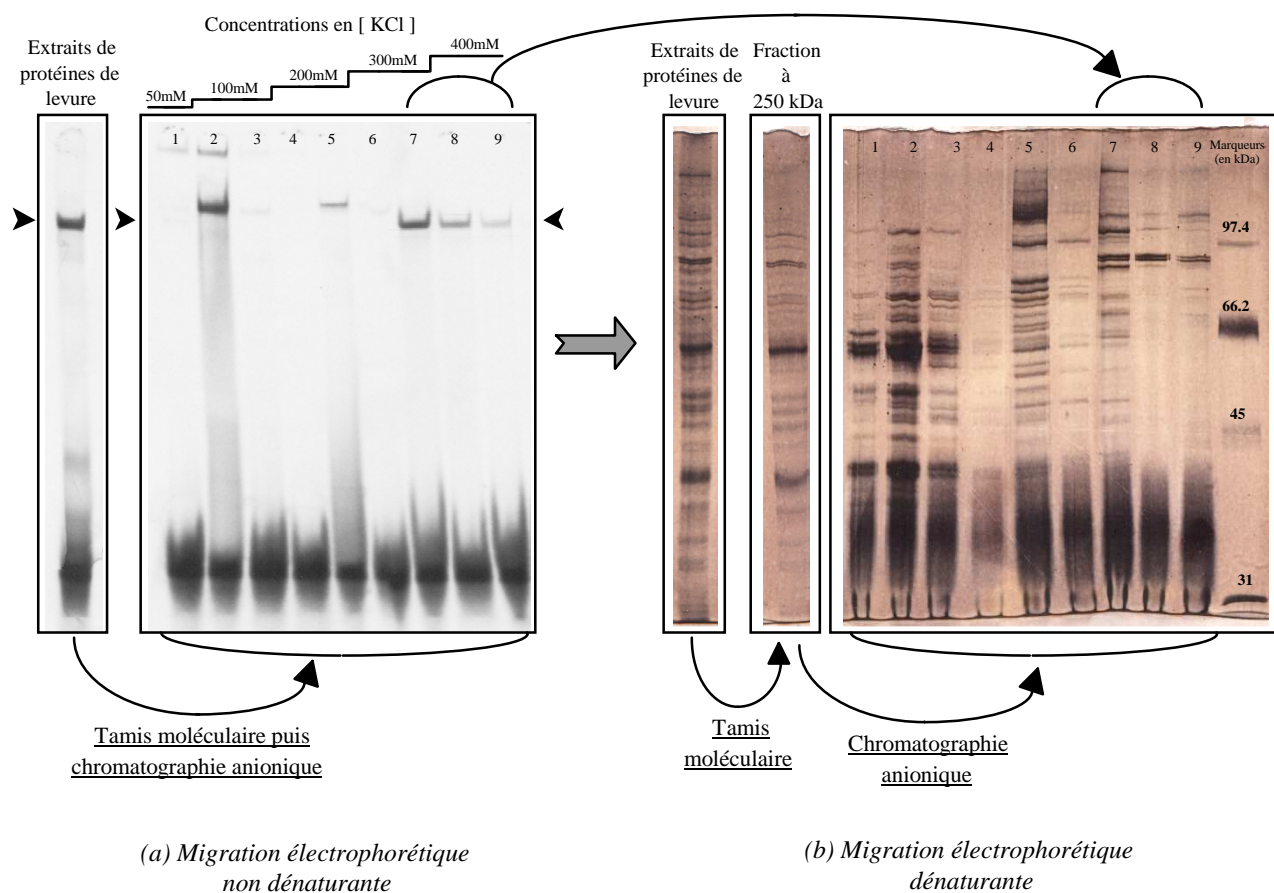 Concentrations en [ KCl ]
Extraits de
protéines de
levure
50mM
100mM
200mM
300mM
400mM
1 2 3 4 5 6 7 8 9
Tamis moléculaire puis
chromatographie anionique
(a) Migration électrophorétique
non dénaturante
Extraits de
protéines de
levure
Fraction
à
250 kDa
1 2 3 4 5 6 7 8 9
Marqueurs
(en kDa)
97.4
66.2
45
31
Tamis
moléculaire
Chromatographie
anionique
(b) Migration électrophorétique
dénaturante